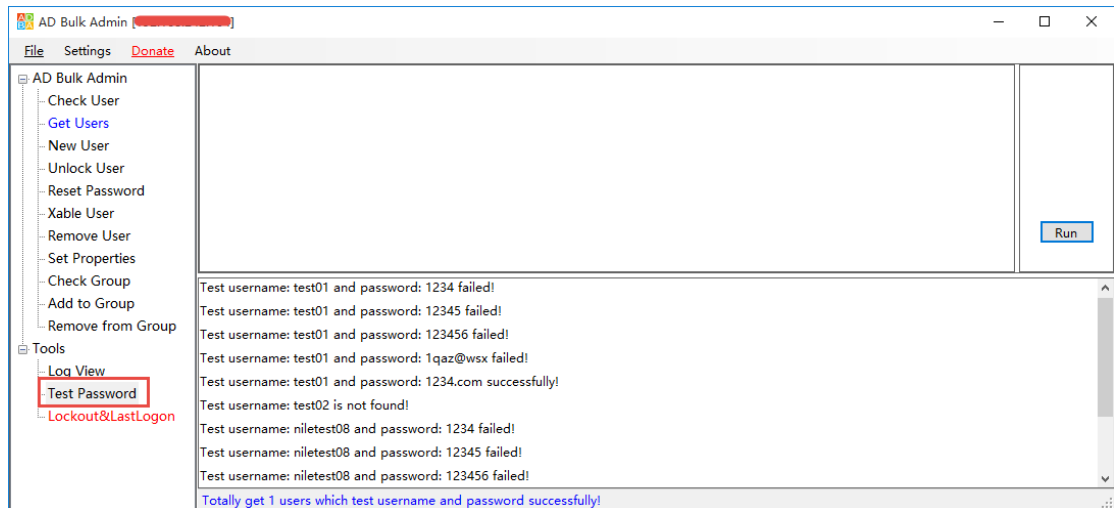 AD Bulk Admin [
File Settings Donate About
AD Bulk Admin
Check User
Get Users
New User
Unlock User
Reset Password
Xable User
Remove User
Set Properties
Check Group
Add to Group
Remove from Group
Tools
Log View
Test Password
Lockout&LastLogon
Run
Test username: test01 and password: 1234 failed!
Test username: test01 and password: 12345 failed!
Test username: test01 and password: 123456 failed!
Test username: test01 and password: 1qaz@wsx failed!
Test username: test01 and password: 1234.com successfully!
Test username: test02 is not found!
Test username: niletest08 and password: 1234 failed!
Test username: niletest08 and password: 12345 failed!
Test username: niletest08 and password: 123456 failed!
Totally get 1 users which test username and password successfully!